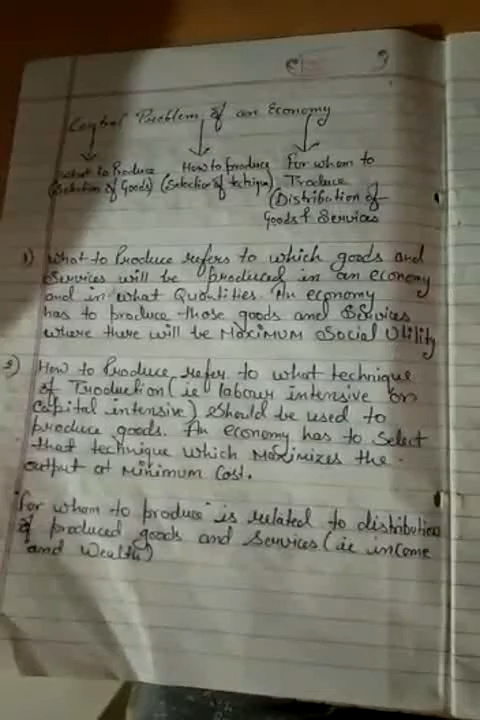 Central Problem of an Economy
What to Produce How to produce For whom to
(Selection of Goods) (Selection of technique) Produce
(Distribution of
Goods & Services
1) What to Produce refers to which goods and
Services will be produced in an economy
and in what Quantities. An economy
has to produce those goods and Services
where there will be Maximum Social Utility
2) How to Produce refer to what technique
of Production (ie labour intensive or
Capital intensive) should be used to
produce goods. An economy has to Select
that technique which Maximizes the
output at Minimum Cost.
"For whom to produce" is related to distribution
of produced goods and services (ie income
and Wealth)